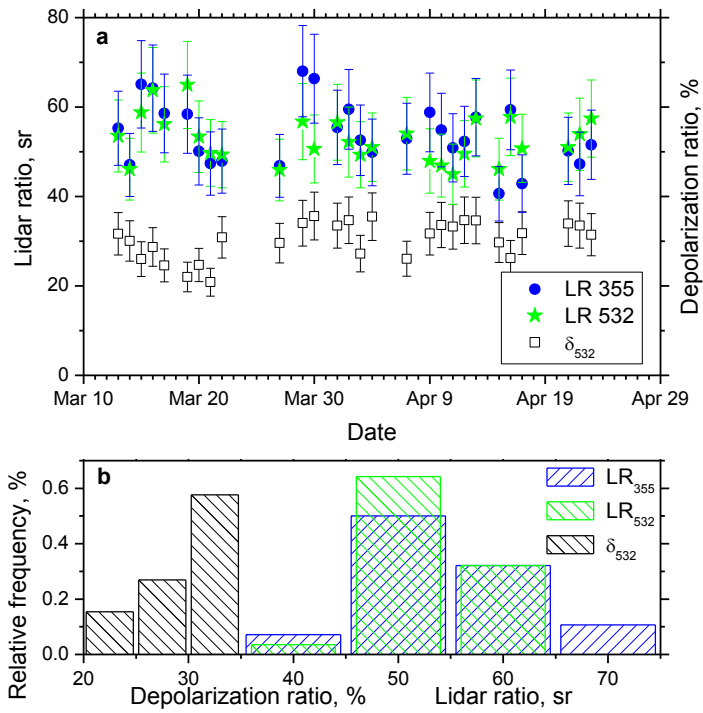 a
80
60
40
20
0
Lidar ratio, sr
Depolarization ratio, %
LR 355
LR 532
δ532
Mar 10 Mar 20 Mar 30 Apr 9 Apr 19 Apr 29
Date
b
0.6
0.4
0.2
0.0
Relative frequency, %
LR355
LR532
δ532
20 30 40 50 60 70
Depolarization ratio, % Lidar ratio, sr